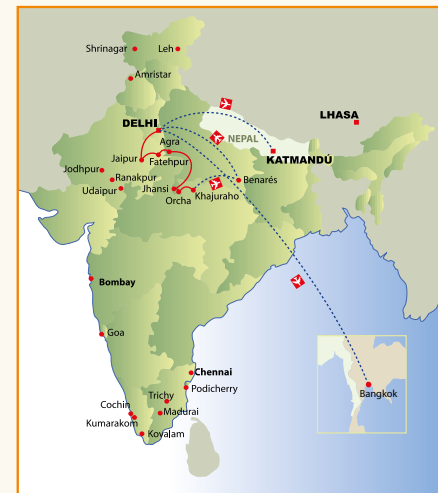 Shrinagar
Leh
Amristar
LHASA
DELHI
NEPAL
Agra
KATMANDÚ
Jaipur
Fatehpur
Jodhpur
Ranakpur
Benarés
Udaipur
Jhansi
Khajuraho
Orcha
Bombay
Goa
Chennai
Podicherry
Bangkok
Trichy
Cochin
Madurai
Kumarakom
Kovalam